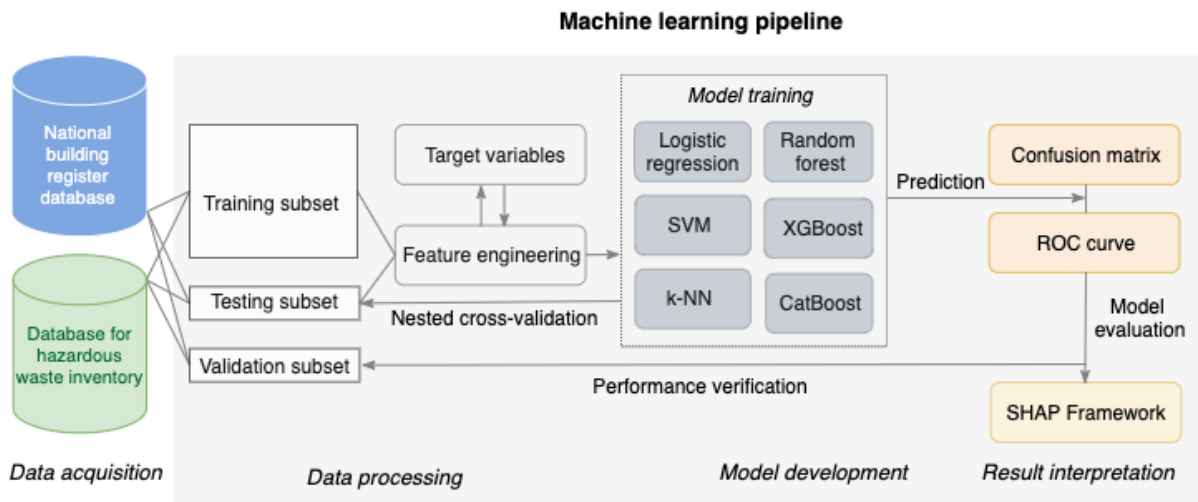 Machine learning pipeline
National
building
register
database
Database for
hazardous
waste inventory
Data acquisition
Training subset
Testing subset
Validation subset
Target variables
Feature engineering
Nested cross-validation
Performance verification
Data processing
Model training
Logistic
regression
Random
forest
SVM
XGBoost
k-NN
CatBoost
Model development
Prediction
Confusion matrix
ROC curve
Model
evaluation
SHAP Framework
Result interpretation